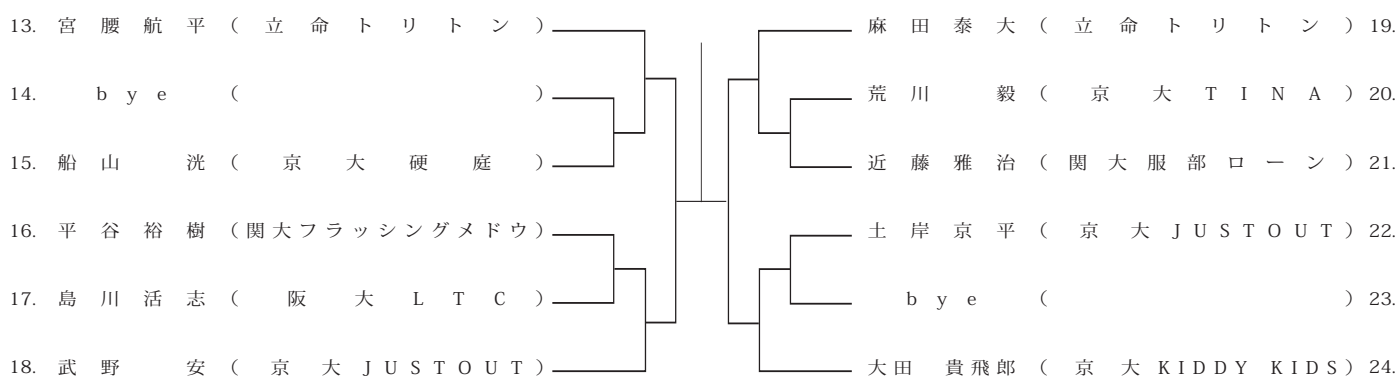 13. 宮腰航平(立命トリトン)
14. bye ( )
15. 船山 洸(京大硬庭)
16. 平谷裕樹(関大フラッシングメドウ)
17. 島川活志(阪大LTC)
18. 武野 安(京大JUSTOUT)
麻田泰大(立命トリトン)19.
荒川 毅(京大TINA)20.
近藤雅治(関大服部ローン)21.
土岸京平(京大JUSTOUT)22.
bye ( )23.
大田 貴飛郎(京大KIDDY KIDS)24.